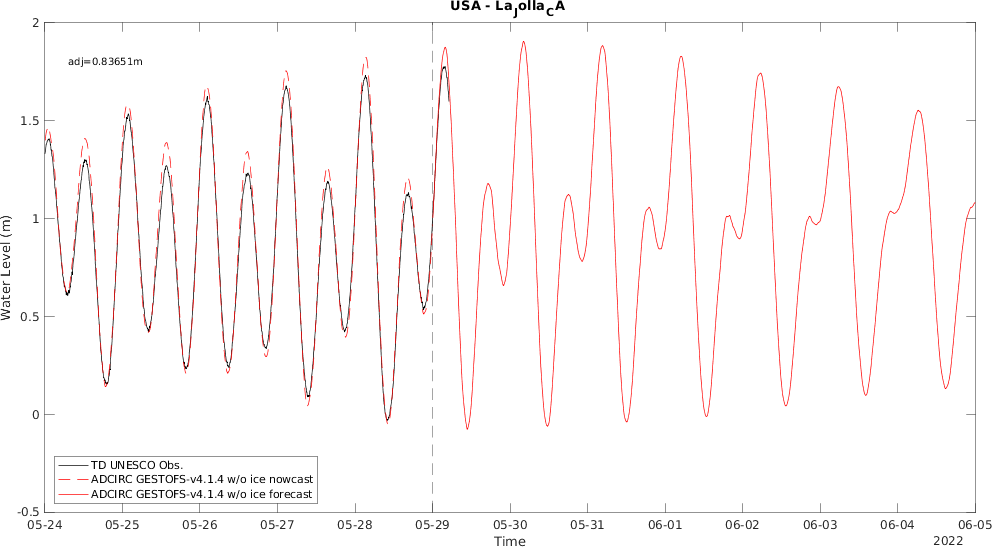 USA - LaJollaCA
adj=0.83651m
2
1.5
1
0.5
0
-0.5
Water Level (m)
TD UNESCO Obs.
ADCIRC GESTOFS-v4.1.4 w/o ice nowcast
ADCIRC GESTOFS-v4.1.4 w/o ice forecast
05-24 05-25 05-26 05-27 05-28 05-29 05-30 05-31 06-01 06-02 06-03 06-04 06-05
Time
2022